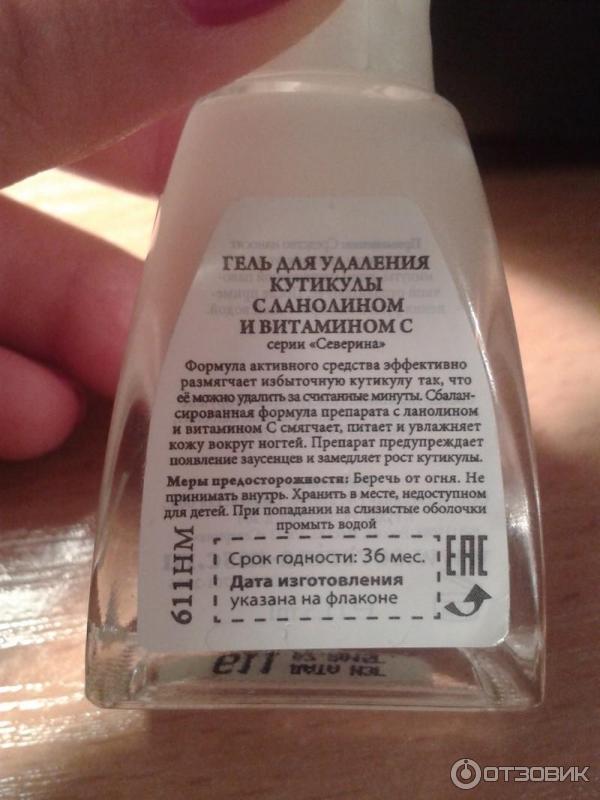 ГЕЛЬ ДЛЯ УДАЛЕНИЯ
КУТИКУЛЫ
С ЛАНОЛИНОМ
И ВИТАМИНОМ С
серии «Северина»
Формула активного средства эффективно
размягчает избыточную кутикулу так, что
её можно удалить за считанные минуты. Сбалан-
сированная формула препарата с ланолином
и витамином С смягчает, питает и увлажняет
кожу вокруг ногтей. Препарат предупреждает
появление заусенцев и замедляет рост кутикулы.
Меры предосторожности: Беречь от огня. Не
принимать внутрь. Хранить в месте, недоступном
для детей. При попадании на слизистые оболочки
промыть водой
611НМ
Срок годности: 36 мес.
Дата изготовления
указана на флаконе
ЕАС
611
ОТЗОВИК